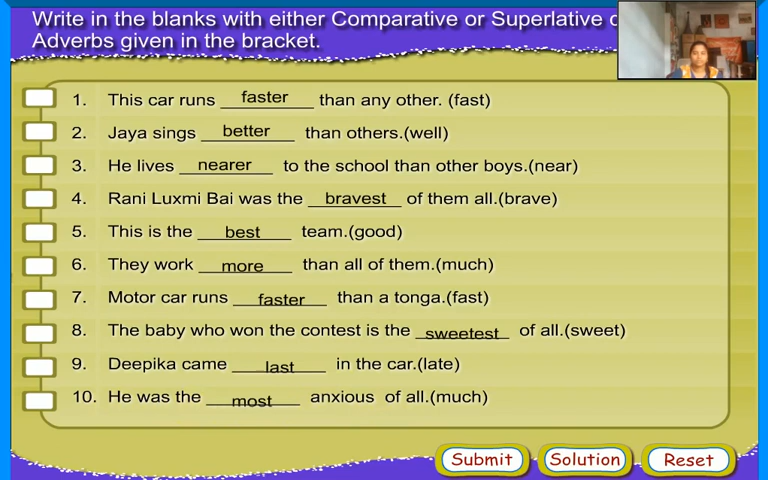 Write in the blanks with either Comparative or Superlative
Adverbs given in the bracket.
1. This car runs faster than any other. (fast)
2. Jaya sings better than others.(well)
3. He lives nearer to the school than other boys.(near)
4. Rani Luxmi Bai was the bravest of them all.(brave)
5. This is the best team.(good)
6. They work more than all of them.(much)
7. Motor car runs faster than a tonga.(fast)
8. The baby who won the contest is the sweetest of all.(sweet)
9. Deepika came last in the car.(late)
10. He was the most anxious of all.(much)
Submit Solution Reset